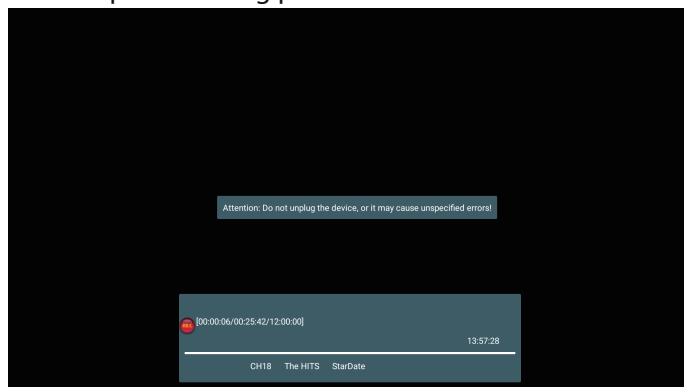 Attention: Do not unplug the device, or it may cause unspecified errors!
REC
[00:00:06/00:25:42/12:00:00]
13:57:28
CH18 The HITS StarDate